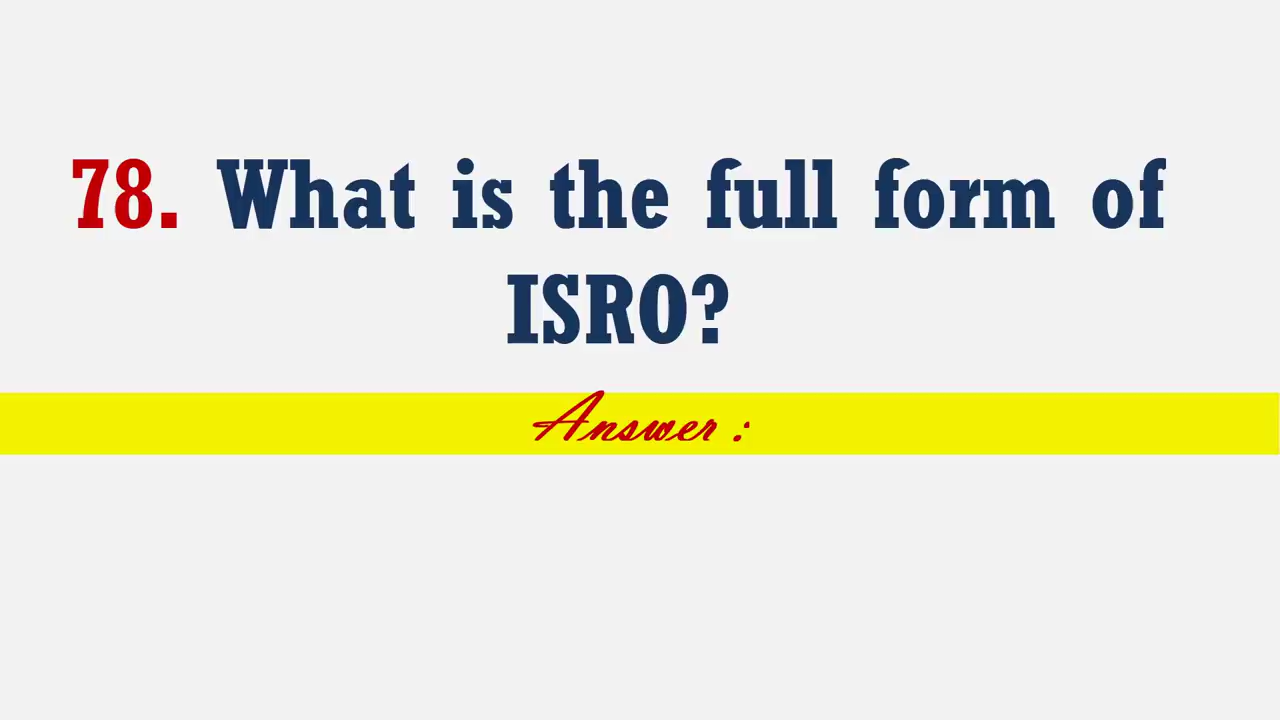 78. What is the full form of
ISRO?
Answer :